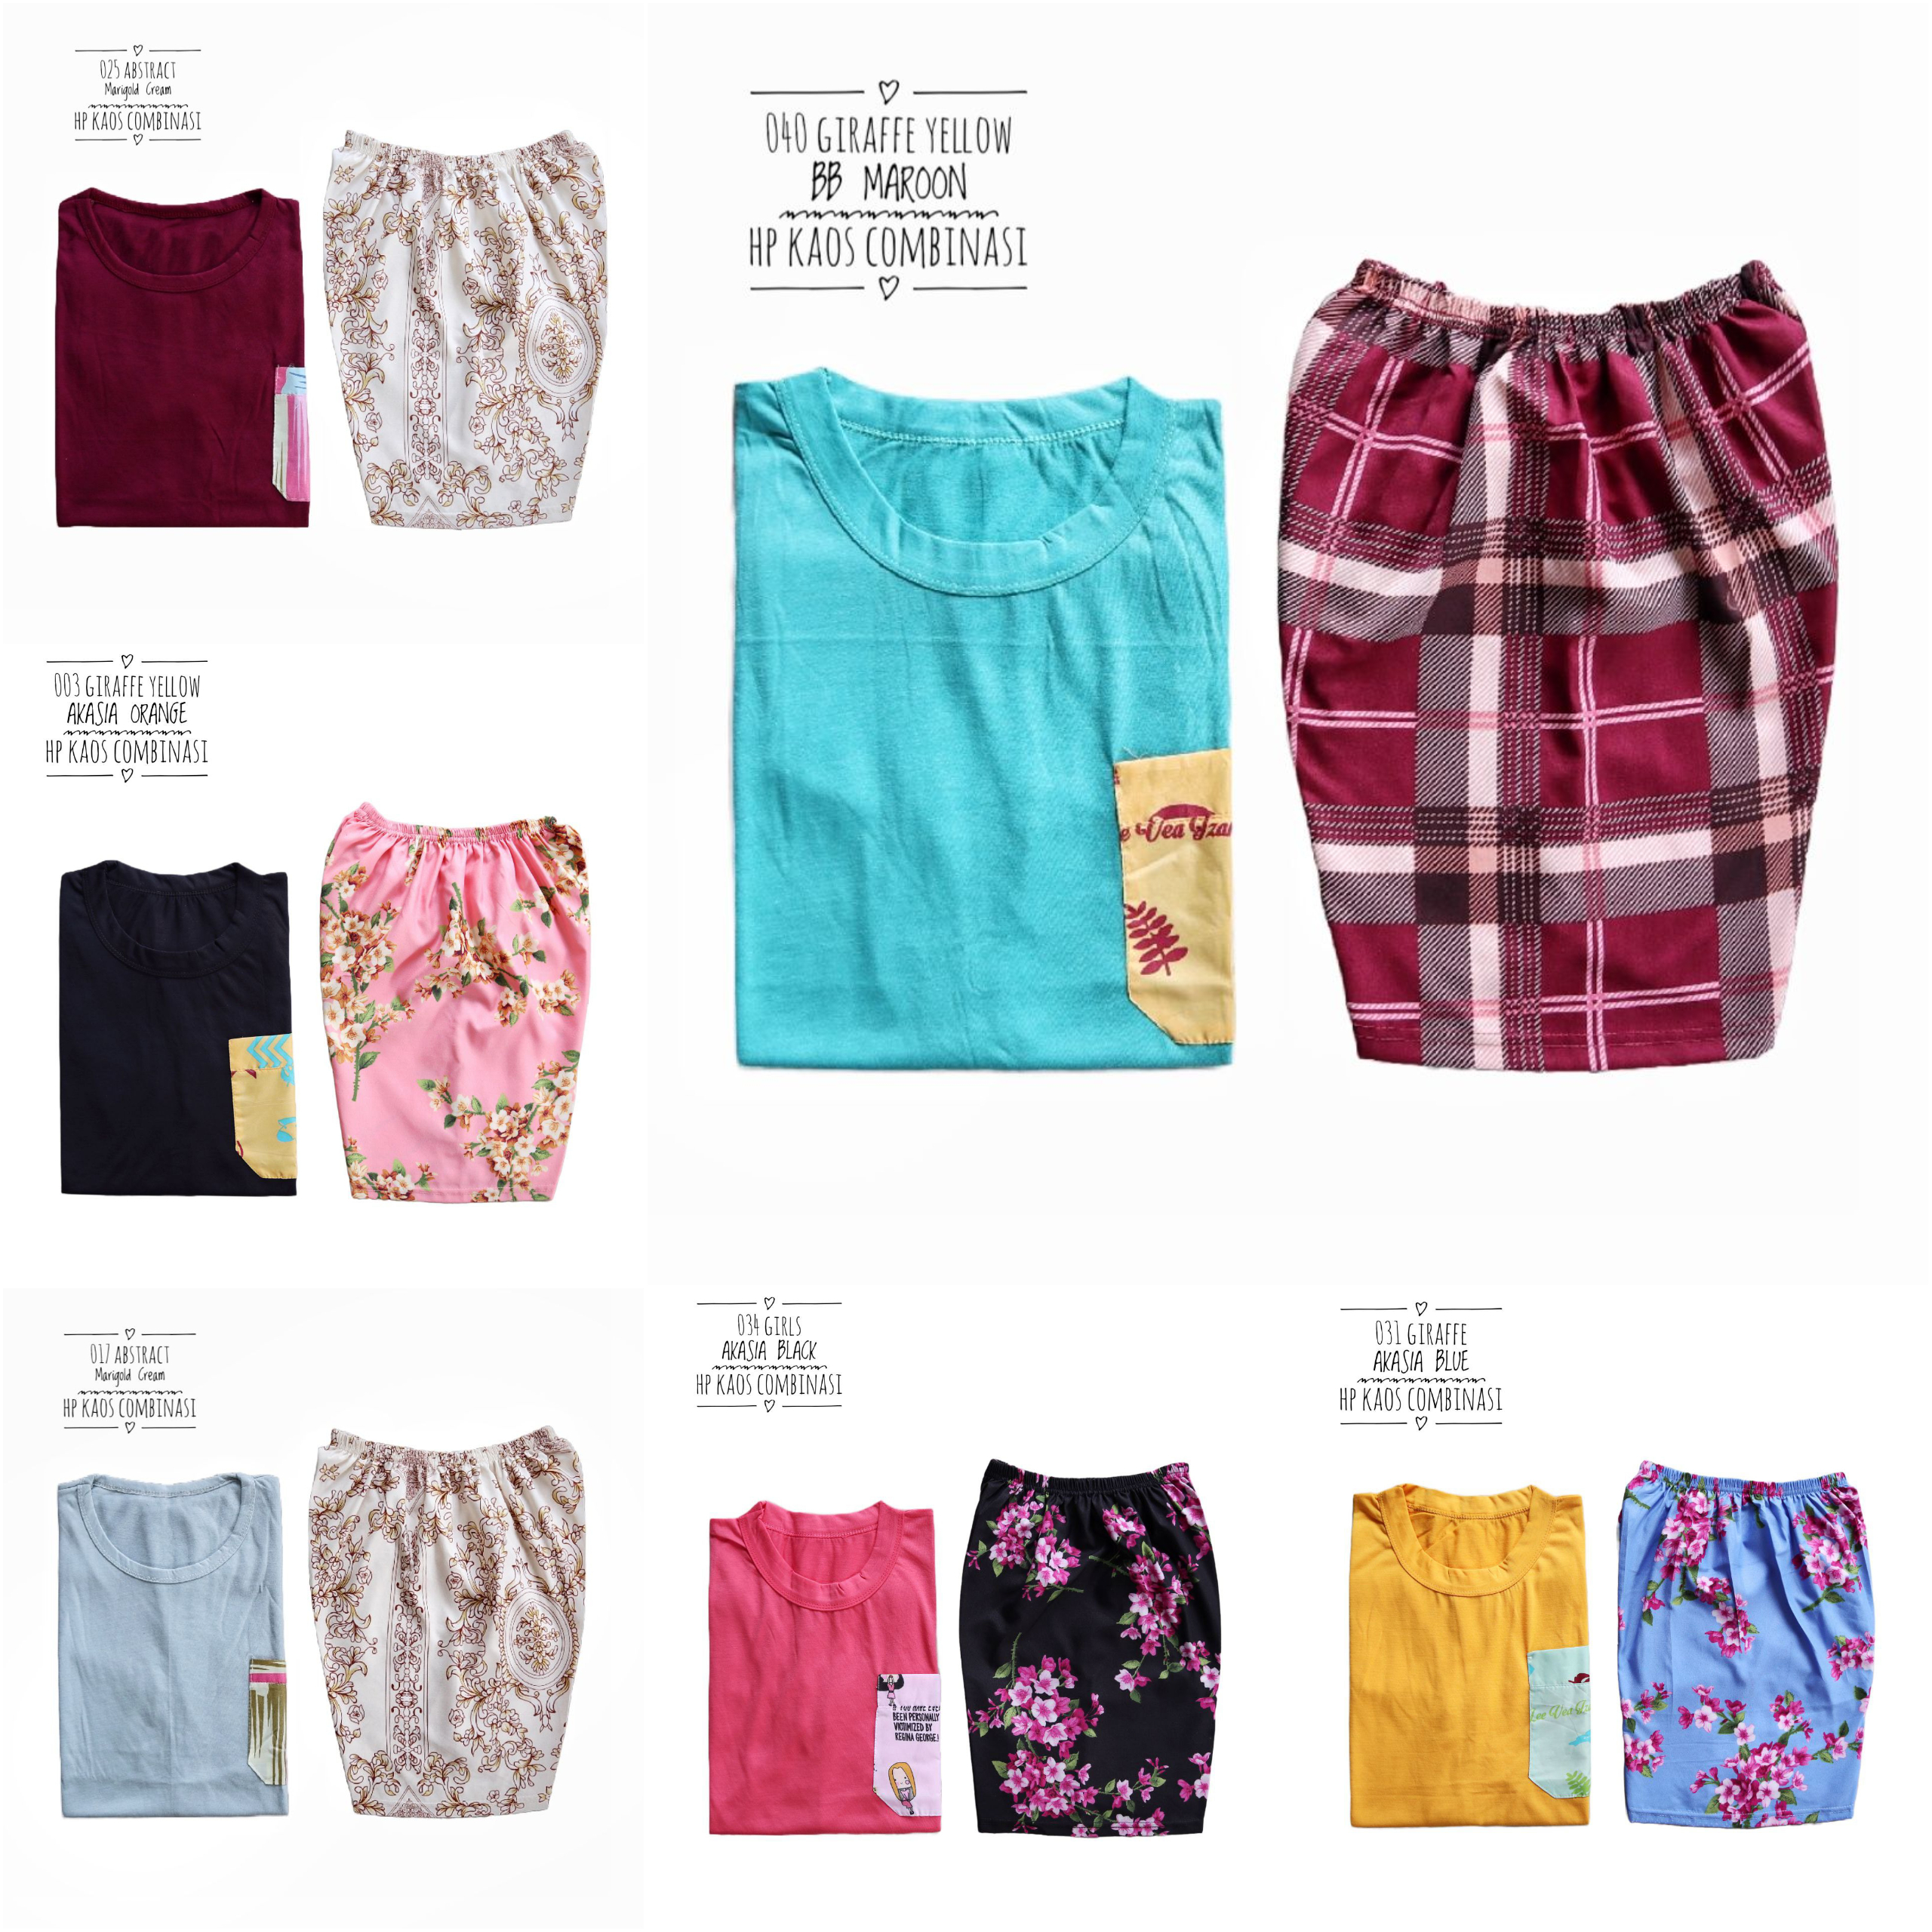 025 ABSTRACT
Marigold Cream
HP KAOS COMBINASI
040 GIRAFFE YELLOW
BB MAROON
HP KAOS COMBINASI
003 GIRAFFE YELLOW
AKASIA ORANGE
HP KAOS COMBINASI
017 ABSTRACT
Marigold Cream
HP KAOS COMBINASI
034 GIRLS
AKASIA BLACK
HP KAOS COMBINASI
BEEN PERSONALLY
VICTIMIZED BY
REGINA GEORGE?
031 GIRAFFE
AKASIA BLUE
HP KAOS COMBINASI